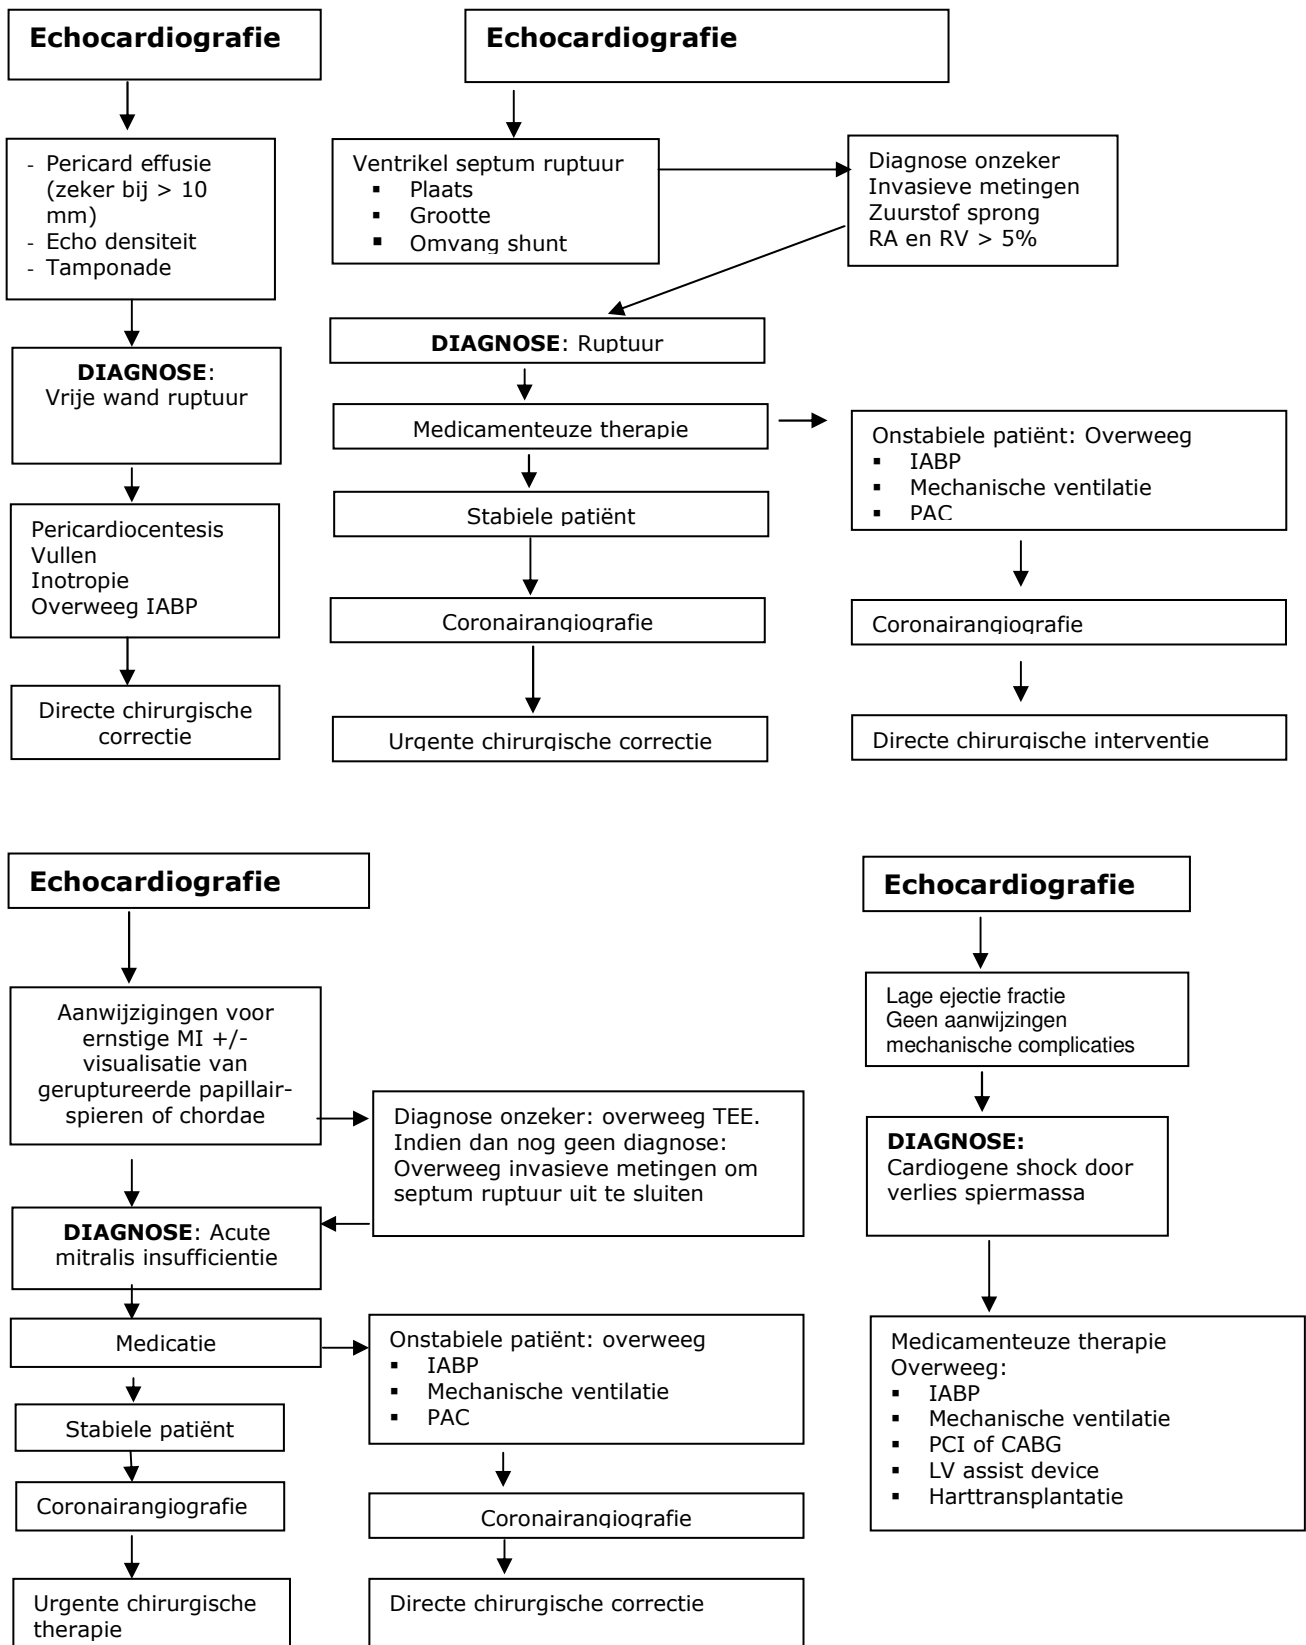 Echocardiografie
- Pericard effusie
(zeker bij > 10
mm)
- Echo densiteit
- Tamponade
DIAGNOSE:
Vrije wand ruptuur
Pericardiocentesis
Vullen
Inotropie
Overweeg IABP
Directe chirurgische
correctie
Echocardiografie
Ventrikel septum ruptuur
▪ Plaats
▪ Grootte
▪ Omvang shunt
Diagnose onzeker
Invasieve metingen
Zuurstof sprong
RA en RV > 5%
DIAGNOSE: Ruptuur
Medicamenteuze therapie
Stabiele patiënt
Coronairangiografie
Urgente chirurgische correctie
Onstabiele patiënt: Overweeg
▪ IABP
▪ Mechanische ventilatie
▪ PAC
Coronairangiografie
Directe chirurgische interventie
Echocardiografie
Aanwijzigingen voor
ernstige MI +/-
visualisatie van
geruptureerde papillair-
spieren of chordae
Diagnose onzeker: overweeg TEE.
Indien dan nog geen diagnose:
Overweeg invasieve metingen om
septum ruptuur uit te sluiten
DIAGNOSE: Acute
mitralis insufficientie
Medicatie
Stabiele patiënt
Coronairangiografie
Urgente chirurgische
therapie
Onstabiele patiënt: overweeg
▪ IABP
▪ Mechanische ventilatie
▪ PAC
Coronairangiografie
Directe chirurgische correctie
Echocardiografie
Lage ejectie fractie
Geen aanwijzingen
mechanische complicaties
DIAGNOSE:
Cardiogene shock door
verlies spiermassa
Medicamenteuze therapie
Overweeg:
▪ IABP
▪ Mechanische ventilatie
▪ PCI of CABG
▪ LV assist device
▪ Harttransplantatie